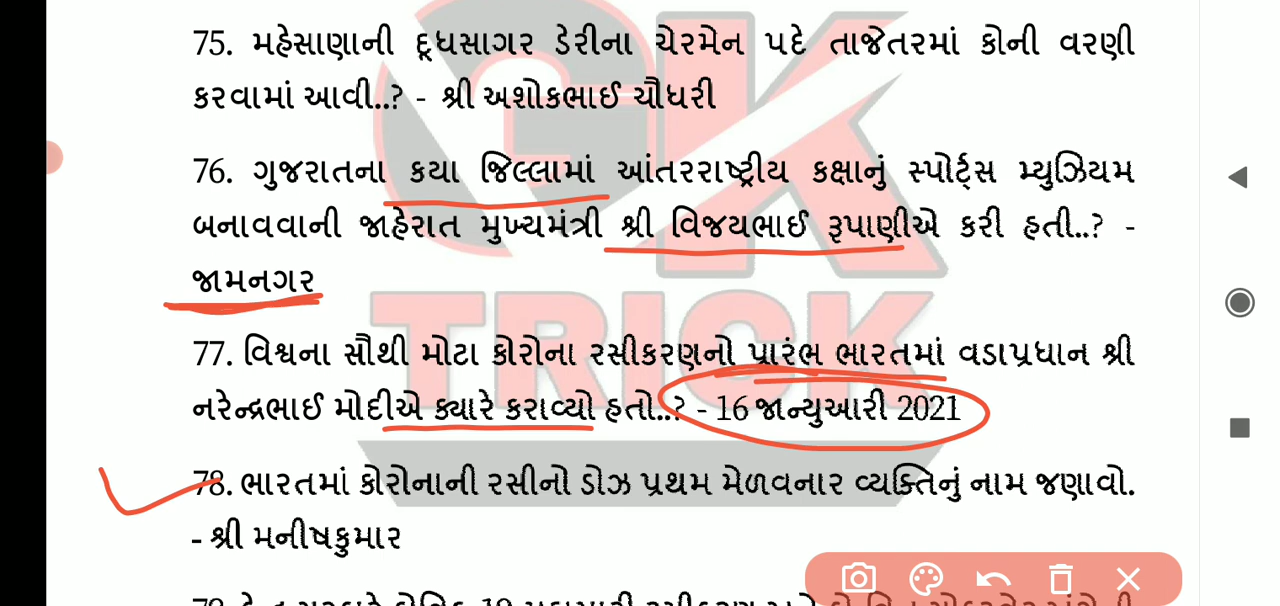 75. મહેસાણાની દૂધસાગર ડેરીના ચેરમેન પદે તાજેતરમાં કોની વરણી
કરવામાં આવી..? - શ્રી અશોકભાઈ ચૌધરી
76. ગુજરાતના કયા જિલ્લામાં આંતરરાષ્ટ્રીય કક્ષાનું સ્પોર્ટ્સ મ્યુઝિયમ
બનાવવાની જાહેરાત મુખ્યમંત્રી શ્રી વિજયભાઈ રૂપાણીએ કરી હતી..? -
જામનગર
77. વિશ્વના સૌથી મોટા કોરોના રસીકરણનો પ્રારંભ ભારતમાં વડાપ્રધાન શ્રી
નરેન્દ્રભાઈ મોદીએ ક્યારે કરાવ્યો હતો..? - 16 જાન્યુઆરી 2021
78. ભારતમાં કોરોનાની રસીનો ડોઝ પ્રથમ મેળવનાર વ્યક્તિનું નામ જણાવો.
- શ્રી મનીષકુમાર
GK
TRICK